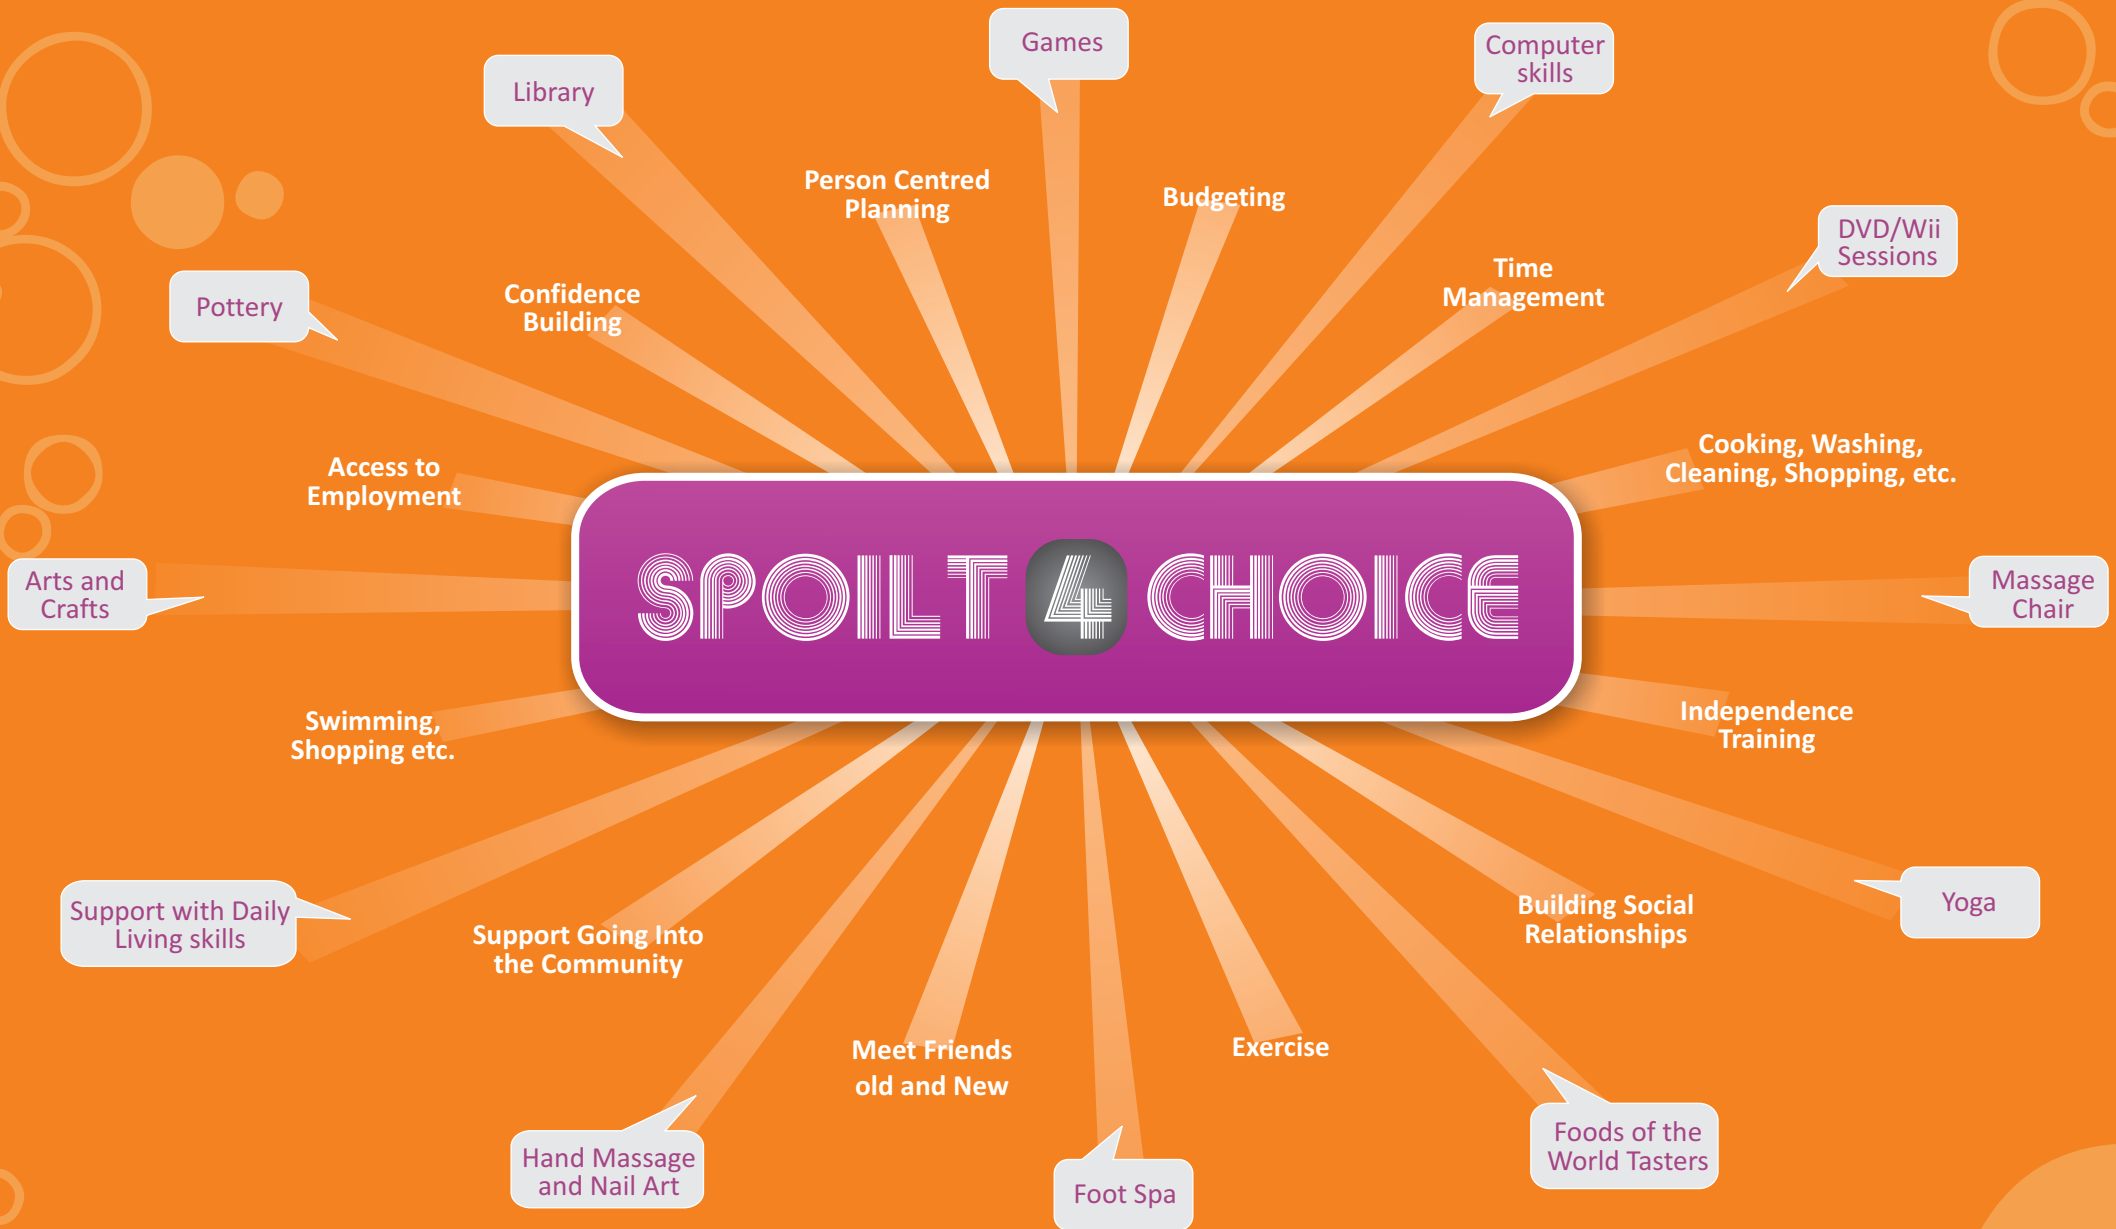 Games
Computer
skills
Library
Person Centred
Planning
Budgeting
DVD/Wii
Sessions
Time
Management
Pottery
Confidence
Building
Cooking, Washing,
Cleaning, Shopping, etc.
Access to
Employment
SPOILT 4 CHOICE
Arts and
Crafts
Massage
Chair
Swimming,
Shopping etc.
Independence
Training
Support with Daily
Living skills
Support Going Into
the Community
Building Social
Relationships
Yoga
Meet Friends
old and New
Exercise
Hand Massage
and Nail Art
Foot Spa
Foods of the
World Tasters